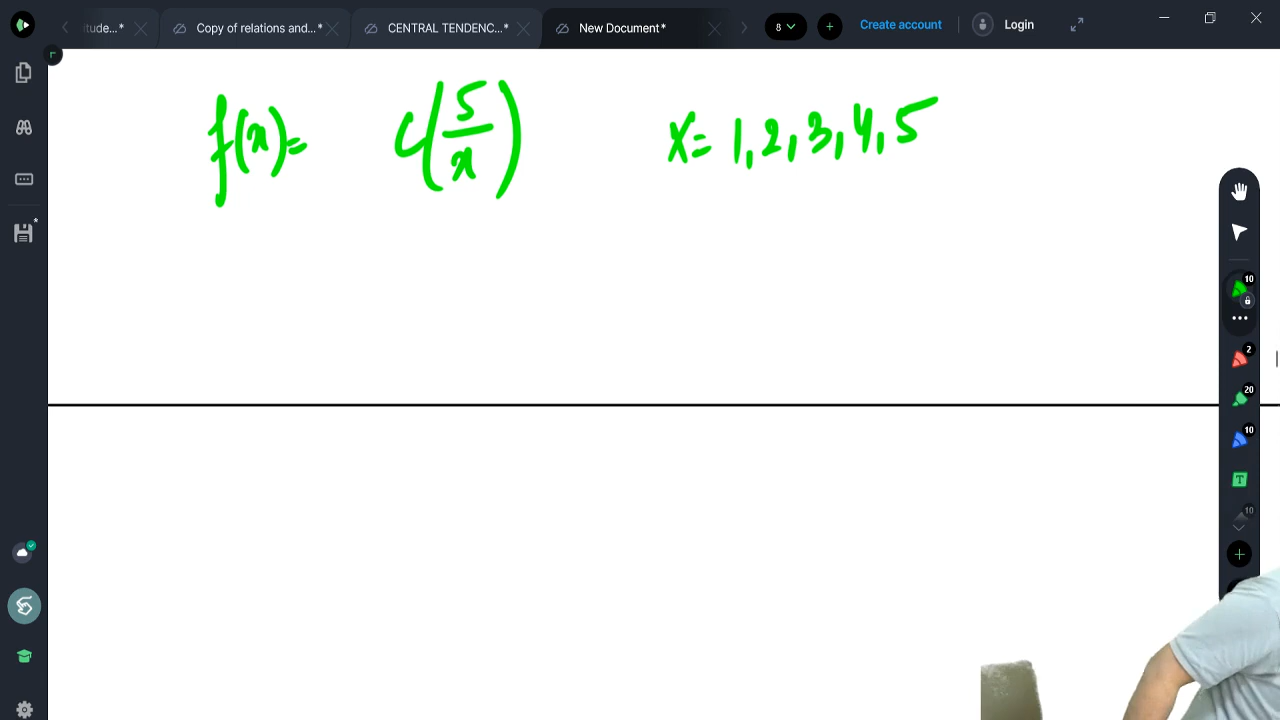 itude...* Copy of relations and...* CENTRAL TENDENC...* New Document* 8 + Create account Login
f(x)= C(5/x) x= 1,2,3,4,5
10
2
20
10
T
10
+